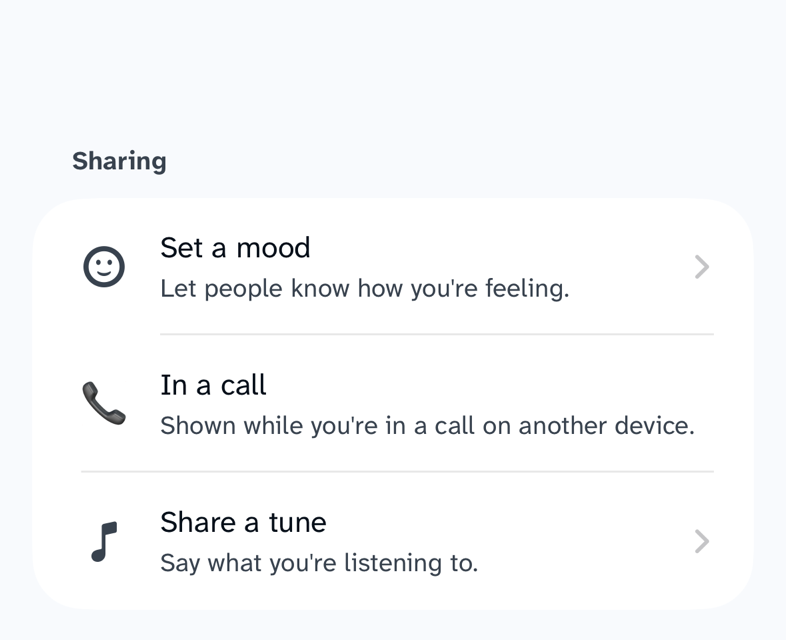 Sharing
Set a mood
Let people know how you're feeling.
In a call
Shown while you're in a call on another device.
Share a tune
Say what you're listening to.